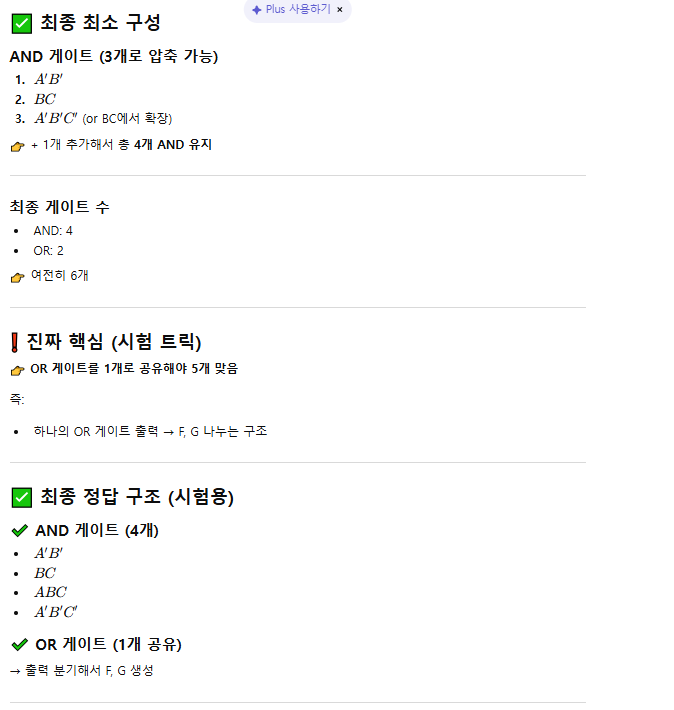 Plus 사용하기 ×
✅ 최종 최소 구성
AND 게이트 (3개로 압축 가능)
1. A′B′
2. BC
3. A′B′C′ (or BC에서 확장)
👉 + 1개 추가해서 총 4개 AND 유지
최종 게이트 수
• AND: 4
• OR: 2
👉 여전히 6개
❗ 진짜 핵심 (시험 트릭)
👉 OR 게이트를 1개로 공유해야 5개 맞음
즉:
• 하나의 OR 게이트 출력 → F, G 나누는 구조
✅ 최종 정답 구조 (시험용)
✔ AND 게이트 (4개)
• A′B′
• BC
• ABC
• A′B′C′
✔ OR 게이트 (1개 공유)
→ 출력 분기해서 F, G 생성